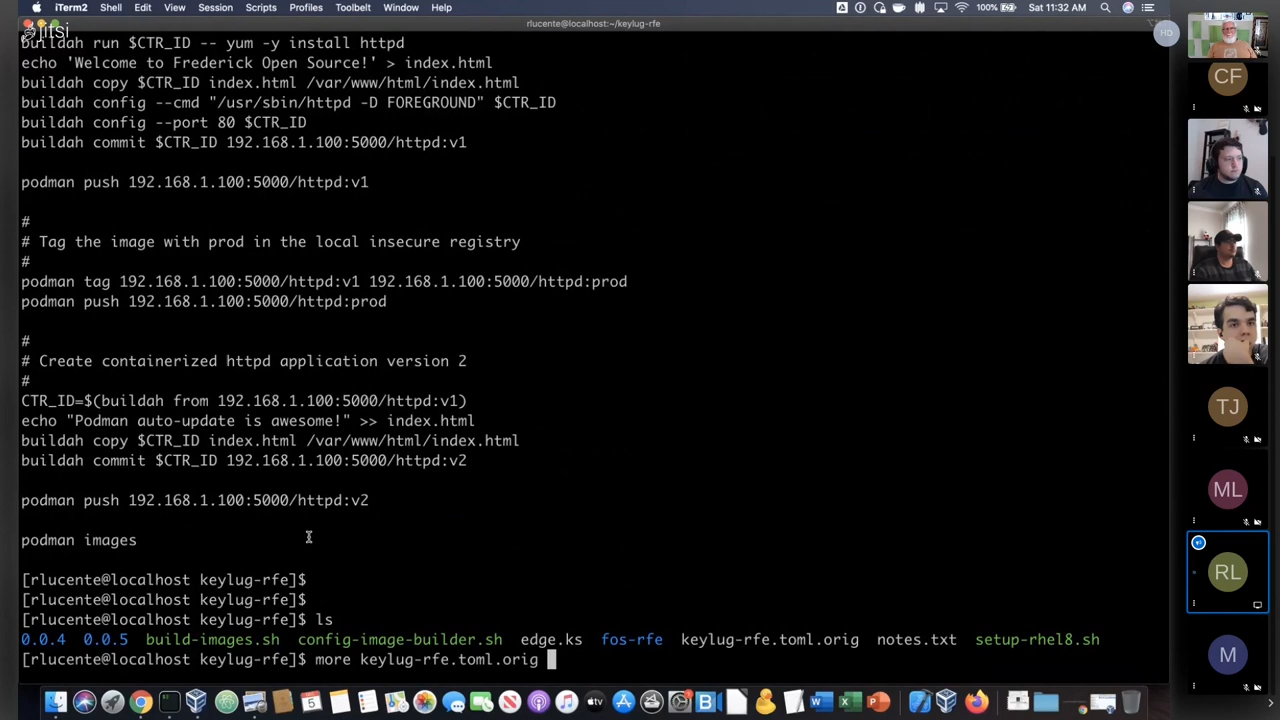 iTerm2 Shell Edit View Session Scripts Profiles Toolbelt Window Help 100% Sat 11:32 AM
rlucente@localhost:~/keylug-rfe
jitsi
buildah run $CTR_ID -- yum -y install httpd
echo 'Welcome to Frederick Open Source!' > index.html
buildah copy $CTR_ID index.html /var/www/html/index.html
buildah config --cmd "/usr/sbin/httpd -D FOREGROUND" $CTR_ID
buildah config --port 80 $CTR_ID
buildah commit $CTR_ID 192.168.1.100:5000/httpd:v1
podman push 192.168.1.100:5000/httpd:v1
#
# Tag the image with prod in the local insecure registry
#
podman tag 192.168.1.100:5000/httpd:v1 192.168.1.100:5000/httpd:prod
podman push 192.168.1.100:5000/httpd:prod
#
# Create containerized httpd application version 2
#
CTR_ID=$(buildah from 192.168.1.100:5000/httpd:v1)
echo "Podman auto-update is awesome!" >> index.html
buildah copy $CTR_ID index.html /var/www/html/index.html
buildah commit $CTR_ID 192.168.1.100:5000/httpd:v2
podman push 192.168.1.100:5000/httpd:v2
podman images
[rlucente@localhost keylug-rfe]$
[rlucente@localhost keylug-rfe]$
[rlucente@localhost keylug-rfe]$ ls
0.0.4 0.0.5 build-images.sh config-image-builder.sh edge.ks fos-rfe keylug-rfe.toml.orig notes.txt setup-rhel8.sh
[rlucente@localhost keylug-rfe]$ more keylug-rfe.toml.orig
HD
CF
TJ
ML
RL
M